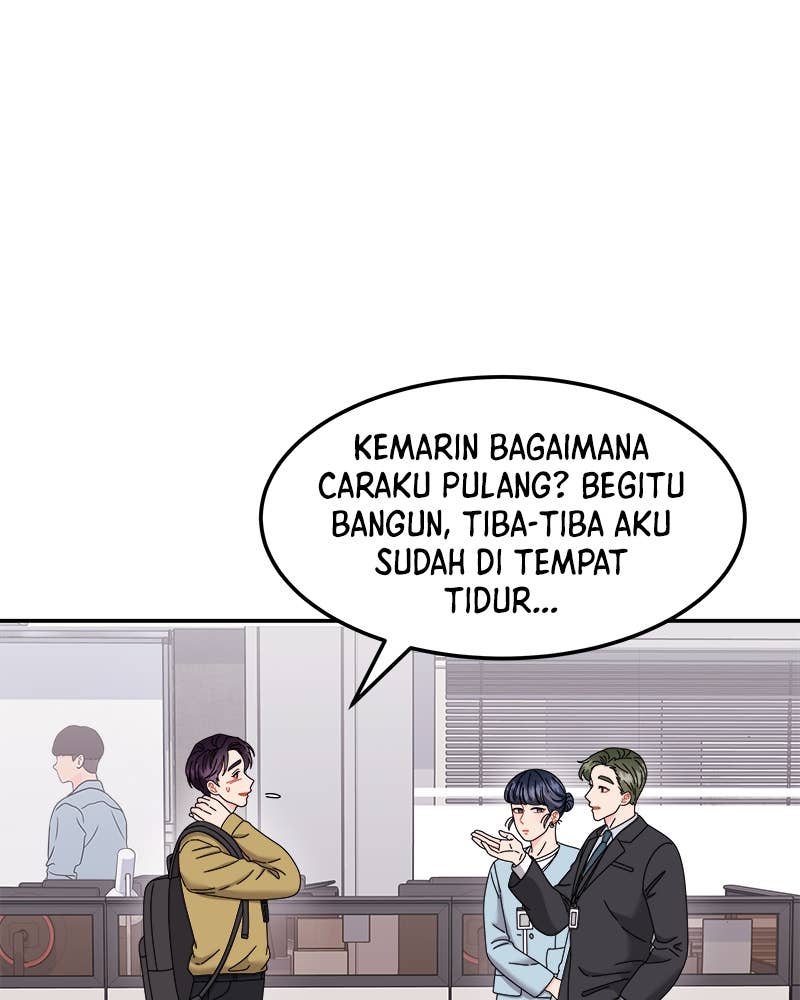 KEMARIN BAGAIMANA
CARAKU PULANG? BEGITU
BANGUN, TIBA-TIBA AKU
SUDAH DI TEMPAT
TIDUR...